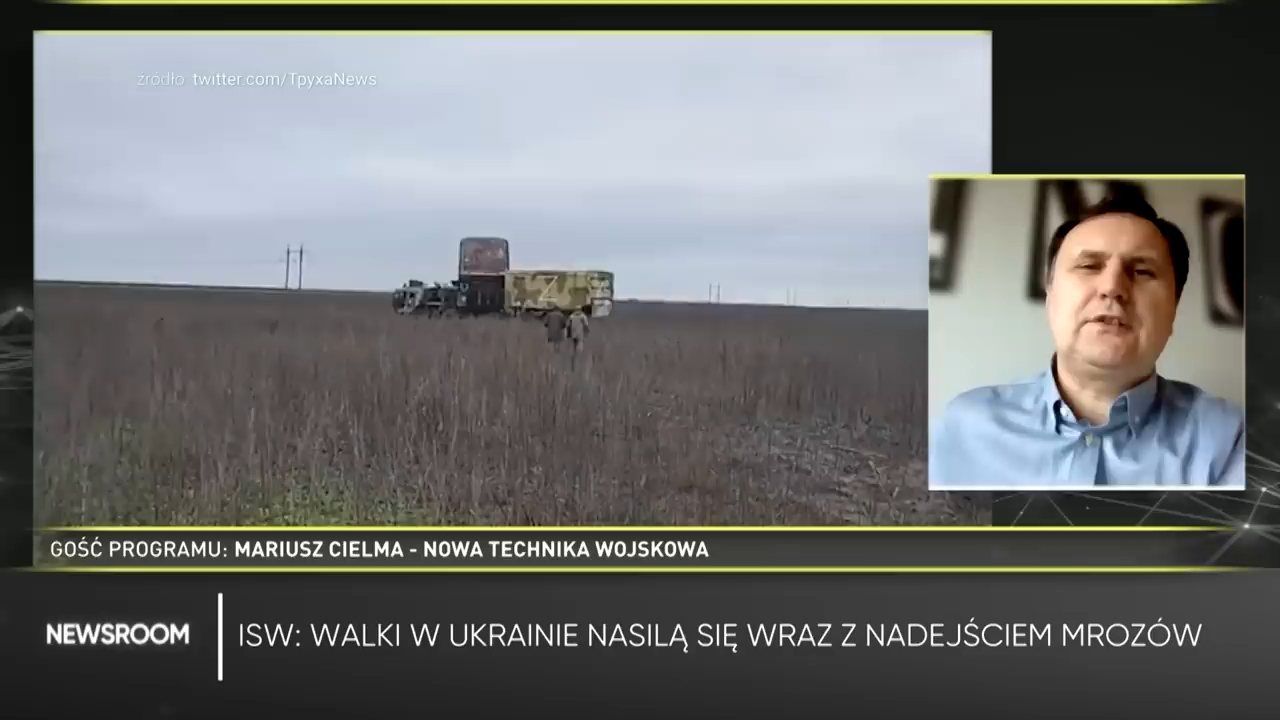 źródło: twitter.com/TpyxaNews
Z
GOŚĆ PROGRAMU: MARIUSZ CIELMA - NOWA TECHNIKA WOJSKOWA
NEWSROOM
ISW: WALKI W UKRAINIE NASILĄ SIĘ WRAZ Z NADEJŚCIEM MROZÓW